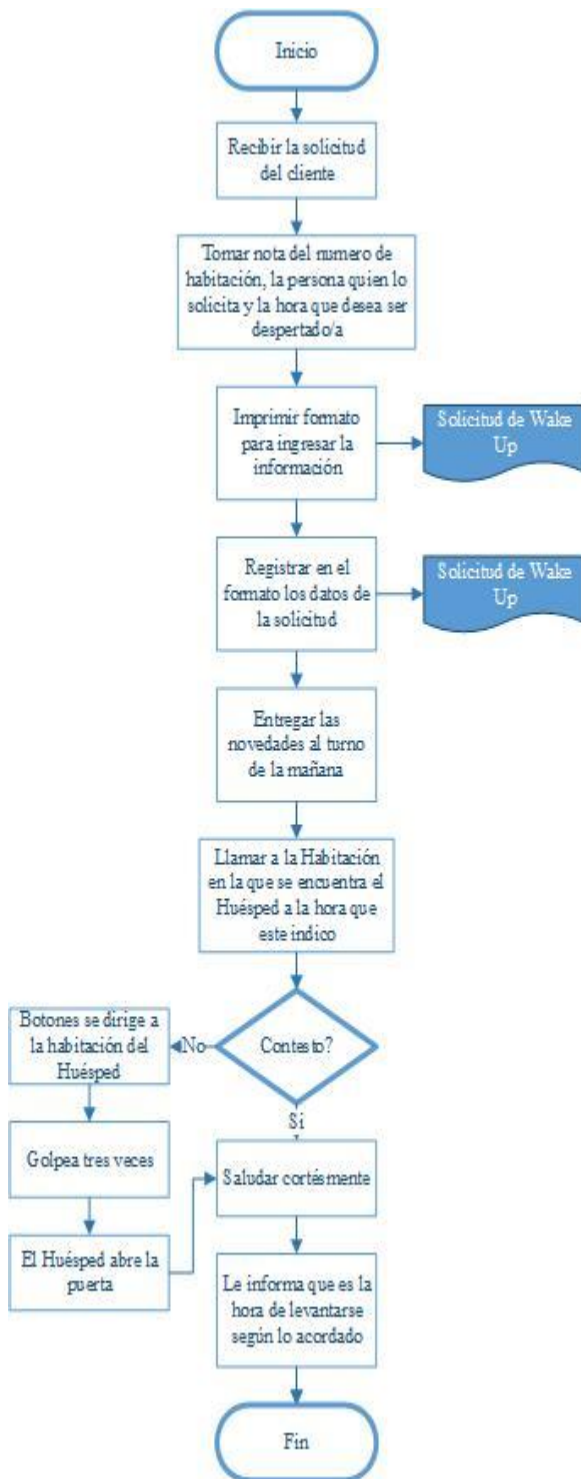 Inicio
Recibir la solicitud
del cliente
Tomar nota del numero de
habitación, la persona quien lo
solicita y la hora que desea ser
despertado/a
Imprimir formato
para ingresar la
información
Solicitud de Wake
Up
Registrar en el
formato los datos de
la solicitud
Solicitud de Wake
Up
Entregar las
novedades al turno
de la mañana
Llamar a la Habitación
en la que se encuentra el
Huésped a la hora que
este indico
Contesto?
No
Botones se dirige a
la habitación del
Huésped
Golpea tres veces
El Huésped abre la
puerta
Si
Saludar cortésmente
Le informa que es la
hora de levantarse
según lo acordado
Fin